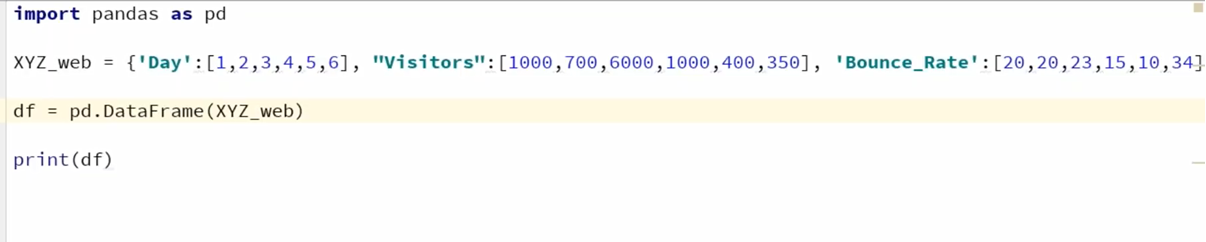 import pandas as pd
XYZ_web = {'Day':[1,2,3,4,5,6], "Visitors":[1000,700,6000,1000,400,350], 'Bounce_Rate':[20,20,23,15,10,34]
df = pd.DataFrame(XYZ_web)
print(df)